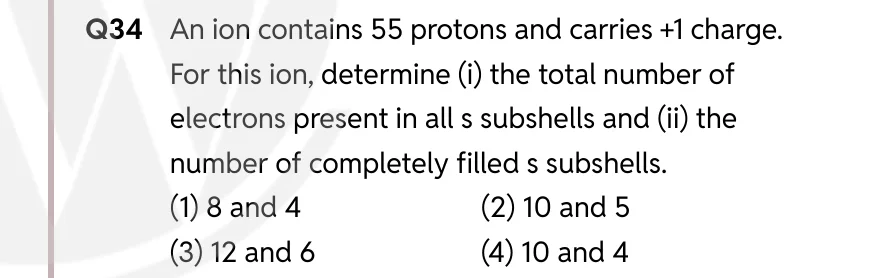 Q34 An ion contains 55 protons and carries +1 charge.
For this ion, determine (i) the total number of
electrons present in all s subshells and (ii) the
number of completely filled s subshells.
(1) 8 and 4 (2) 10 and 5
(3) 12 and 6 (4) 10 and 4